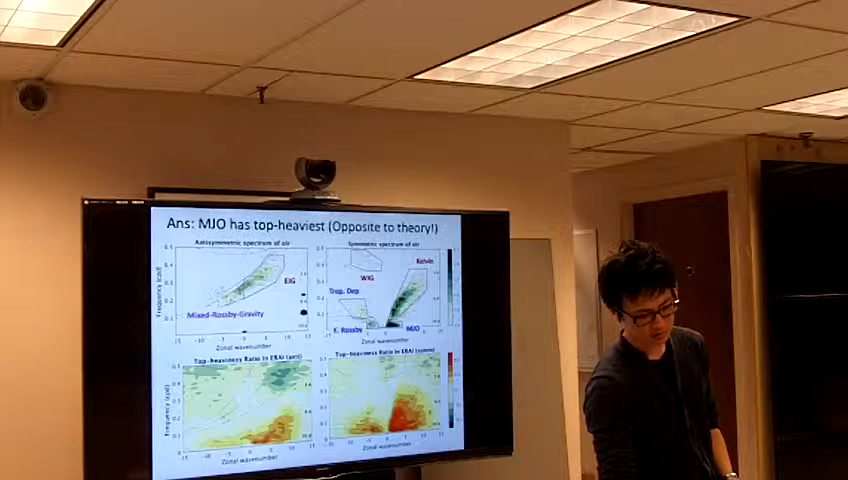 Ans: MJO has top-heaviest (Opposite to theory!)
Antisymmetric spectrum of olr
Symmetric spectrum of olr
Frequency (cpd)
EIG
Mixed-Rossby-Gravity
Zonal wavenumber
Kelvin
WIG
Trop. Dep
E. Rossby
MJO
Zonal wavenumber
Top-heaviness Ratio in ERAI (anti)
Top-heaviness Ratio in ERAI (symm)
Frequency (cpd)
Zonal wavenumber
Zonal wavenumber